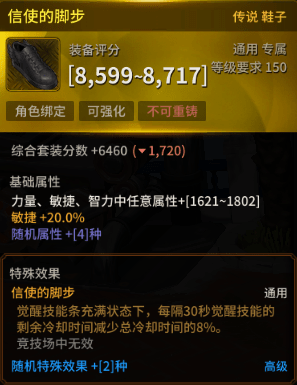 信使的脚步 传说 鞋子
装备评分 通用 专属
[8,599~8,717] 等级要求 150
角色绑定 可强化 不可重铸
综合套装分数 +6460 (▼1,720)
基础属性
力量、敏捷、智力中任意属性+[1621~1802]
敏捷 +20.0%
随机属性 +[4]种
特殊效果
信使的脚步 通用
觉醒技能条充满状态下，每隔30秒觉醒技能的
剩余冷却时间减少总冷却时间的8%。
竞技场中无效
随机特殊效果 +[2]种 高级